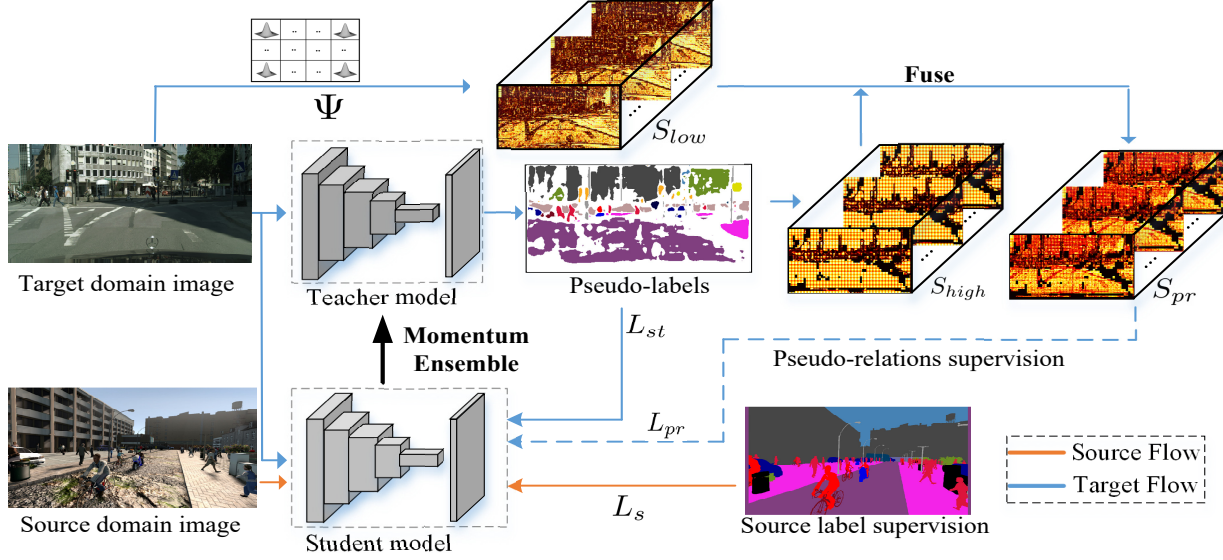 Ψ
S_low
Fuse
Target domain image
Teacher model
Pseudo-labels
S_high
S_pr
Momentum
Ensemble
L_st
Pseudo-relations supervision
L_pr
Source Flow
Target Flow
L_s
Source domain image
Student model
Source label supervision